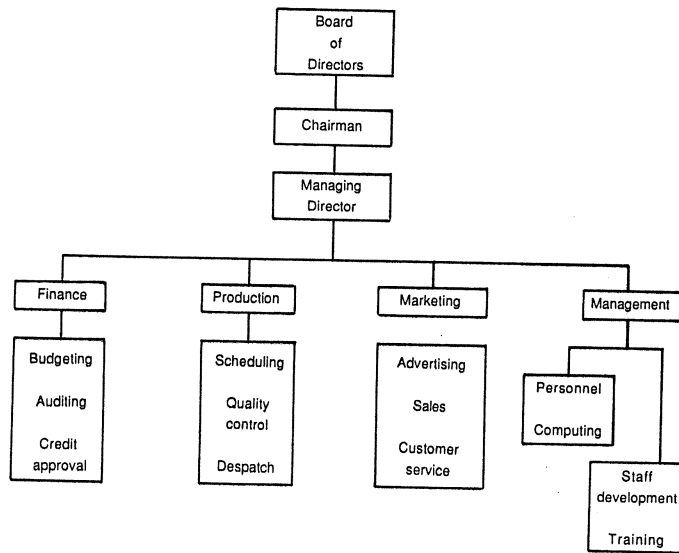 Board
of
Directors
Chairman
Managing
Director
Finance
Production
Marketing
Management
Budgeting
Auditing
Credit
approval
Scheduling
Quality
control
Despatch
Advertising
Sales
Customer
service
Personnel
Computing
Staff
development
Training